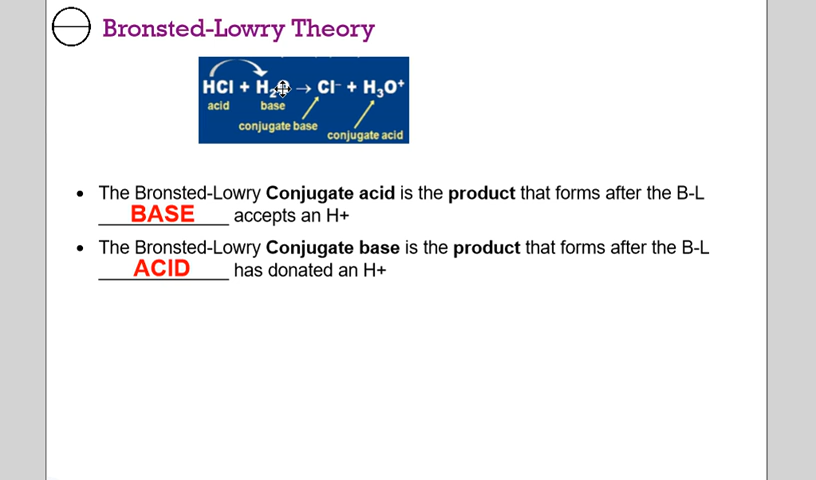 Bronsted-Lowry Theory
HCl + H₂O → Cl⁻ + H₃O⁺
acid base
conjugate base
conjugate acid
• The Bronsted-Lowry Conjugate acid is the product that forms after the B-L
BASE accepts an H+
• The Bronsted-Lowry Conjugate base is the product that forms after the B-L
ACID has donated an H+